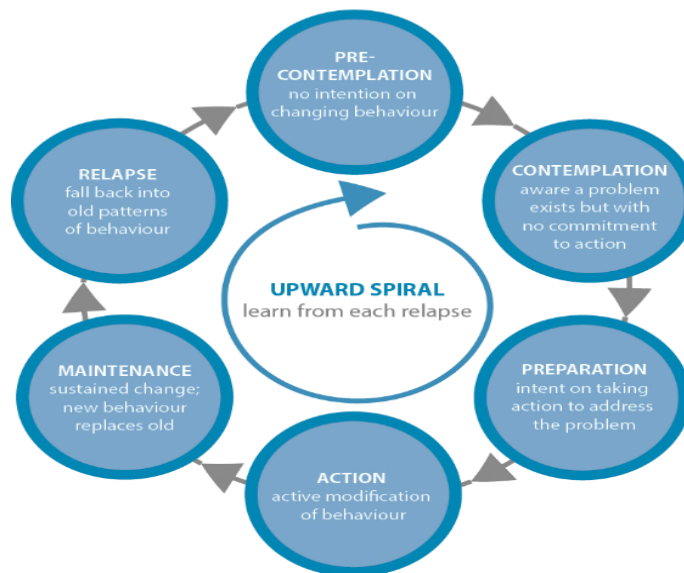 PRE-
CONTEMPLATION
no intention on
changing behaviour
CONTEMPLATION
aware a problem
exists but with
no commitment
to action
PREPARATION
intent on taking
action to address
the problem
ACTION
active modification
of behaviour
MAINTENANCE
sustained change;
new behaviour
replaces old
RELAPSE
fall back into
old patterns
of behaviour
UPWARD SPIRAL
learn from each relapse